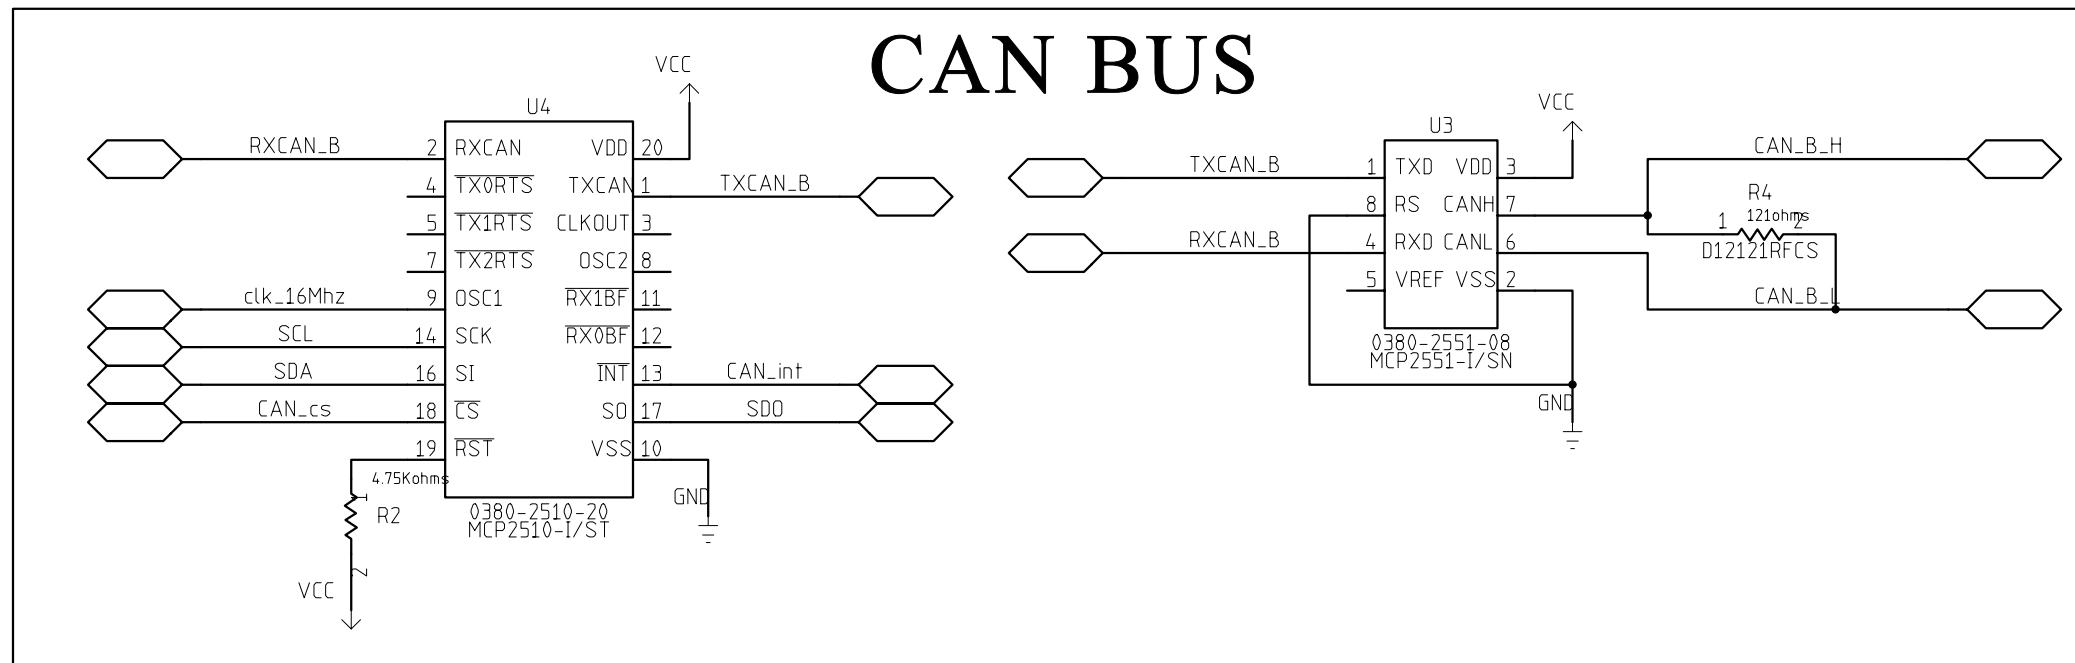 CAN BUS
VCC
U4
RXCAN_B
2 RXCAN VDD 20
4 TX0RTS TXCAN 1
TXCAN_B
5 TX1RTS CLKOUT 3
7 TX2RTS OSC2 8
clk_16Mhz
9 OSC1 RX1BF 11
SCL
14 SCK RX0BF 12
SDA
16 SI INT 13
CAN_int
CAN_cs
18 CS SO 17
SDO
19 RST VSS 10
4.75Kohms
1
R2
2
VCC
GND
0380-2510-20
MCP2510-I/ST
VCC
U3
TXCAN_B
1 TXD VDD 3
8 RS CANH 7
RXCAN_B
4 RXD CANL 6
5 VREF VSS 2
0380-2551-08
MCP2551-I/SN
GND
CAN_B_H
R4
1 121ohms 2
D12121RFCS
CAN_B_L